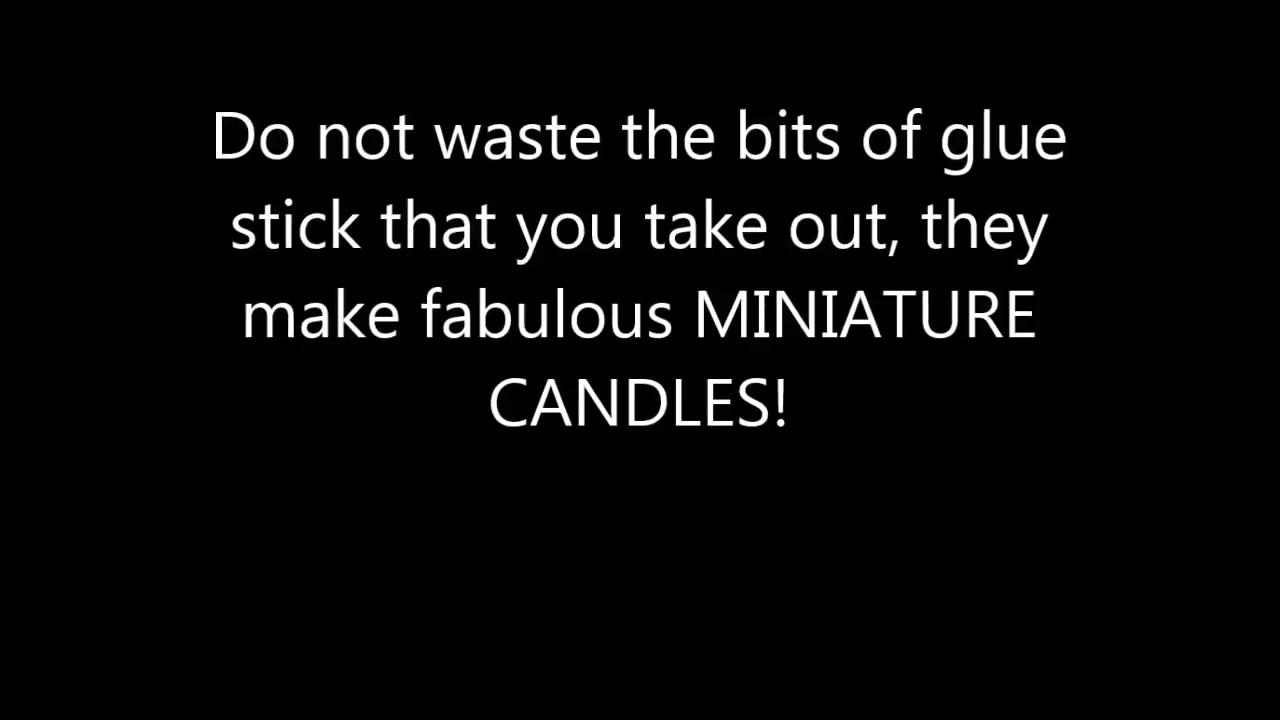 Do not waste the bits of glue
stick that you take out, they
make fabulous MINIATURE
CANDLES!